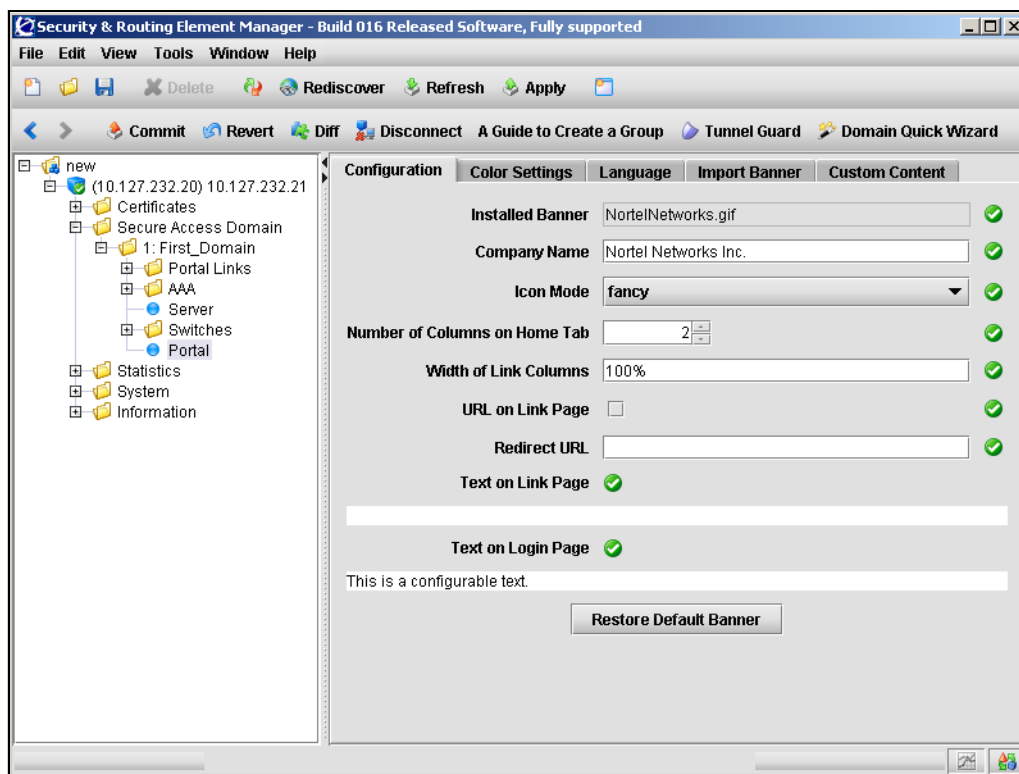 Security & Routing Element Manager - Build 016 Released Software, Fully supported
File Edit View Tools Window Help
Delete Rediscover Refresh Apply
Commit Revert Diff Disconnect A Guide to Create a Group Tunnel Guard Domain Quick Wizard
new
(10.127.232.20) 10.127.232.21
Certificates
Secure Access Domain
1: First_Domain
Portal Links
AAA
Server
Switches
Portal
Statistics
System
Information
Configuration Color Settings Language Import Banner Custom Content
Installed Banner NortelNetworks.gif
Company Name Nortel Networks Inc.
Icon Mode fancy
Number of Columns on Home Tab 2
Width of Link Columns 100%
URL on Link Page
Redirect URL
Text on Link Page
Text on Login Page
This is a configurable text.
Restore Default Banner